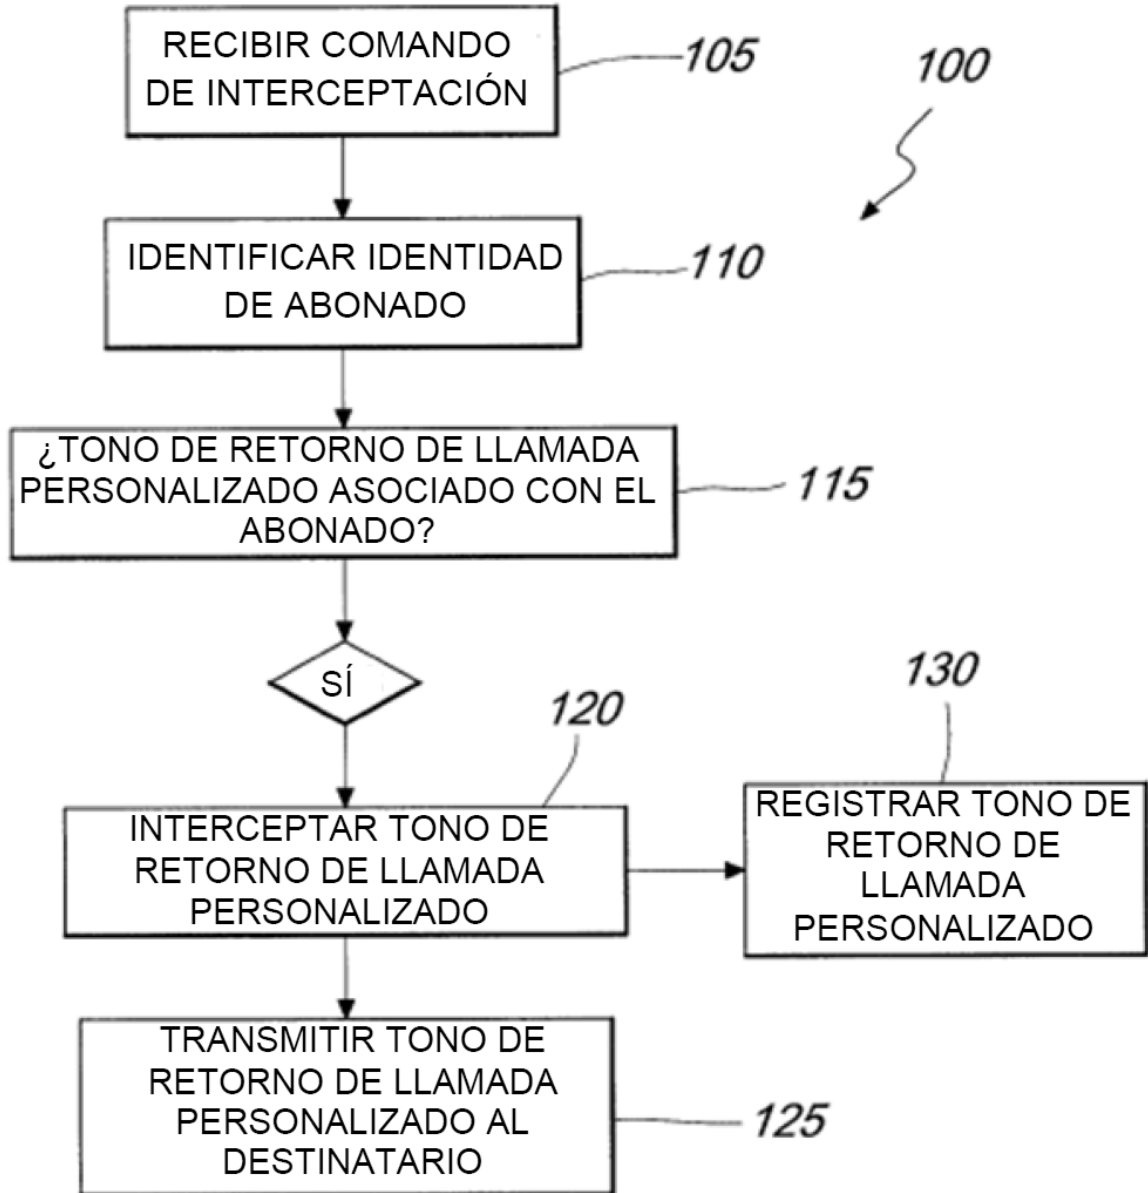 RECIBIR COMANDO
DE INTERCEPTACIÓN
105
100
IDENTIFICAR IDENTIDAD
DE ABONADO
110
¿TONO DE RETORNO DE LLAMADA
PERSONALIZADO ASOCIADO CON EL
ABONADO?
115
SÍ
120
130
INTERCEPTAR TONO DE
RETORNO DE LLAMADA
PERSONALIZADO
REGISTRAR TONO DE
RETORNO DE
LLAMADA
PERSONALIZADO
TRANSMITIR TONO DE
RETORNO DE LLAMADA
PERSONALIZADO AL
DESTINATARIO
125